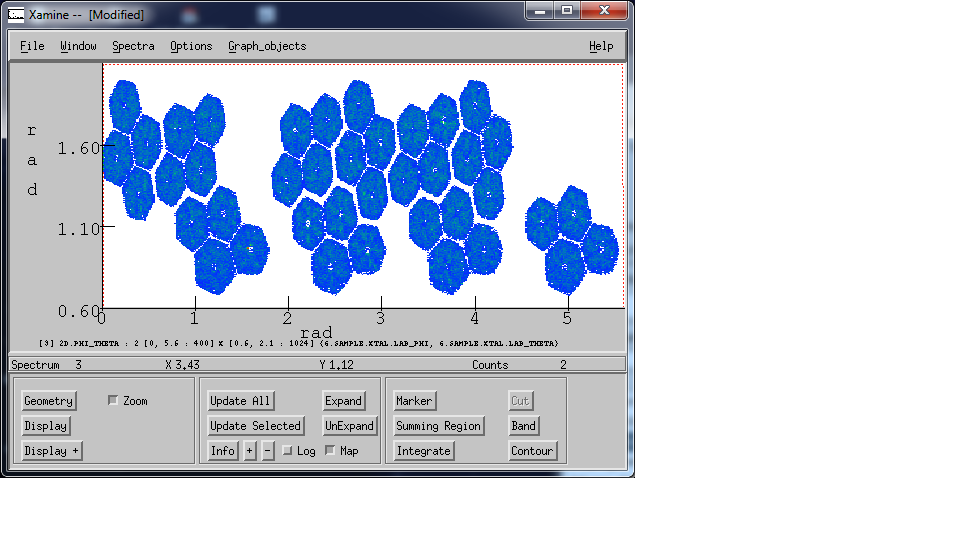 Xamine -- [Modified]
File Window Spectra Options Graph_objects Help
r
a
d
1.60
1.10
0.60
0 1 2 3 4 5
rad
[3] 2D.PHI_THETA : 2 [0, 5.6 : 400] x [0.6, 2.1 : 1024] (6.SAMPLE.XTAL.LAB_PHI, 6.SAMPLE.XTAL.LAB_THETA)
Spectrum 3 X 3.43 Y 1.12 Counts 2
Geometry Zoom Update All Expand Marker Cut
Display Update Selected UnExpand Summing Region Band
Display + Info + - Log Map Integrate Contour